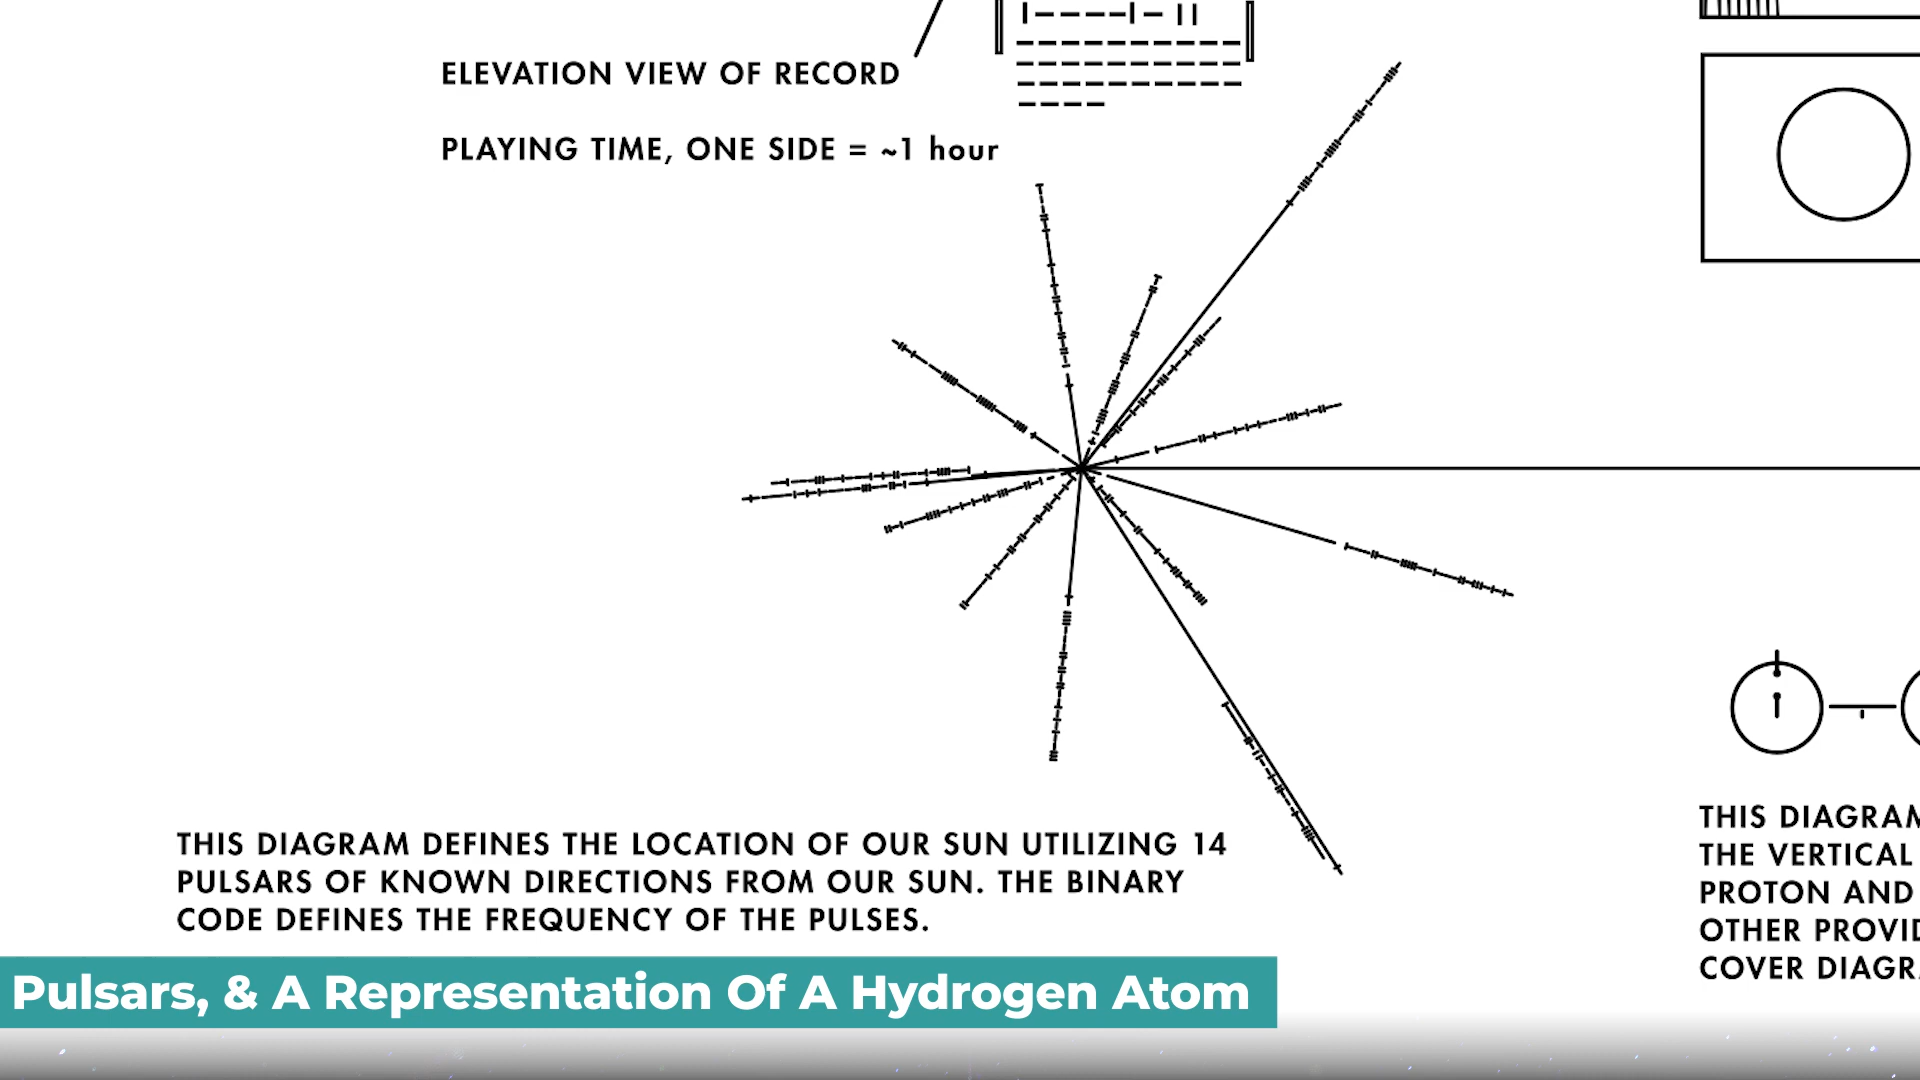 ELEVATION VIEW OF RECORD
PLAYING TIME, ONE SIDE = ~1 hour
THIS DIAGRAM DEFINES THE LOCATION OF OUR SUN UTILIZING 14
PULSARS OF KNOWN DIRECTIONS FROM OUR SUN. THE BINARY
CODE DEFINES THE FREQUENCY OF THE PULSES.
THIS DIAGRAM
THE VERTICAL
PROTON AND
OTHER
COVER
Pulsars, & A Representation Of A Hydrogen Atom